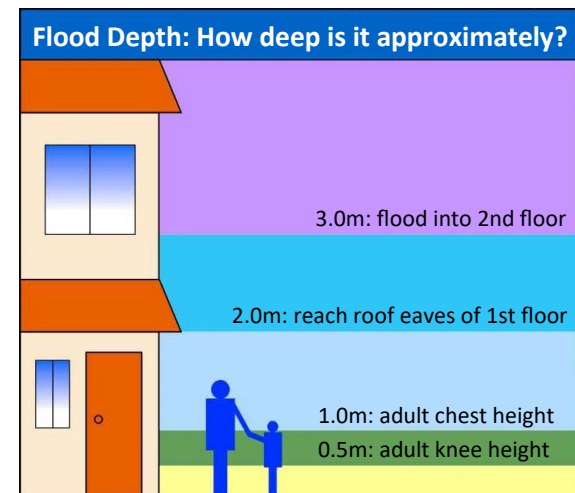 Flood Depth: How deep is it approximately?
3.0m: flood into 2nd floor
2.0m: reach roof eaves of 1st floor
1.0m: adult chest height
0.5m: adult knee height